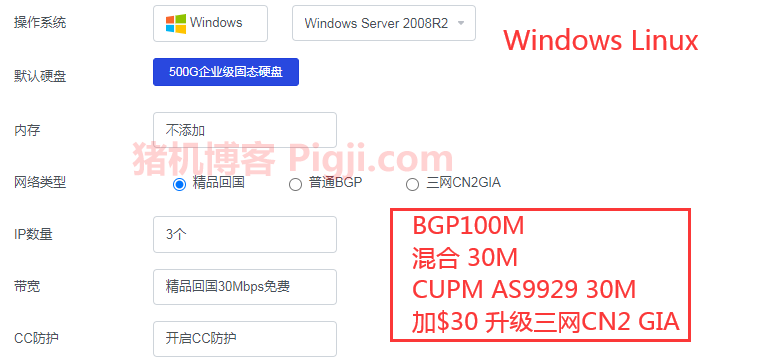 操作系统
Windows
Windows Server 2008R2
Windows Linux
默认硬盘
500G企业级固态硬盘
内存
不添加
猪机博客 Pigji.com
网络类型
精品回国
普通BGP
三网CN2GIA
IP数量
3个
BGP100M
混合 30M
带宽
精品回国30Mbps免费
CUPM AS9929 30M
加$30 升级三网CN2 GIA
CC防护
开启CC防护